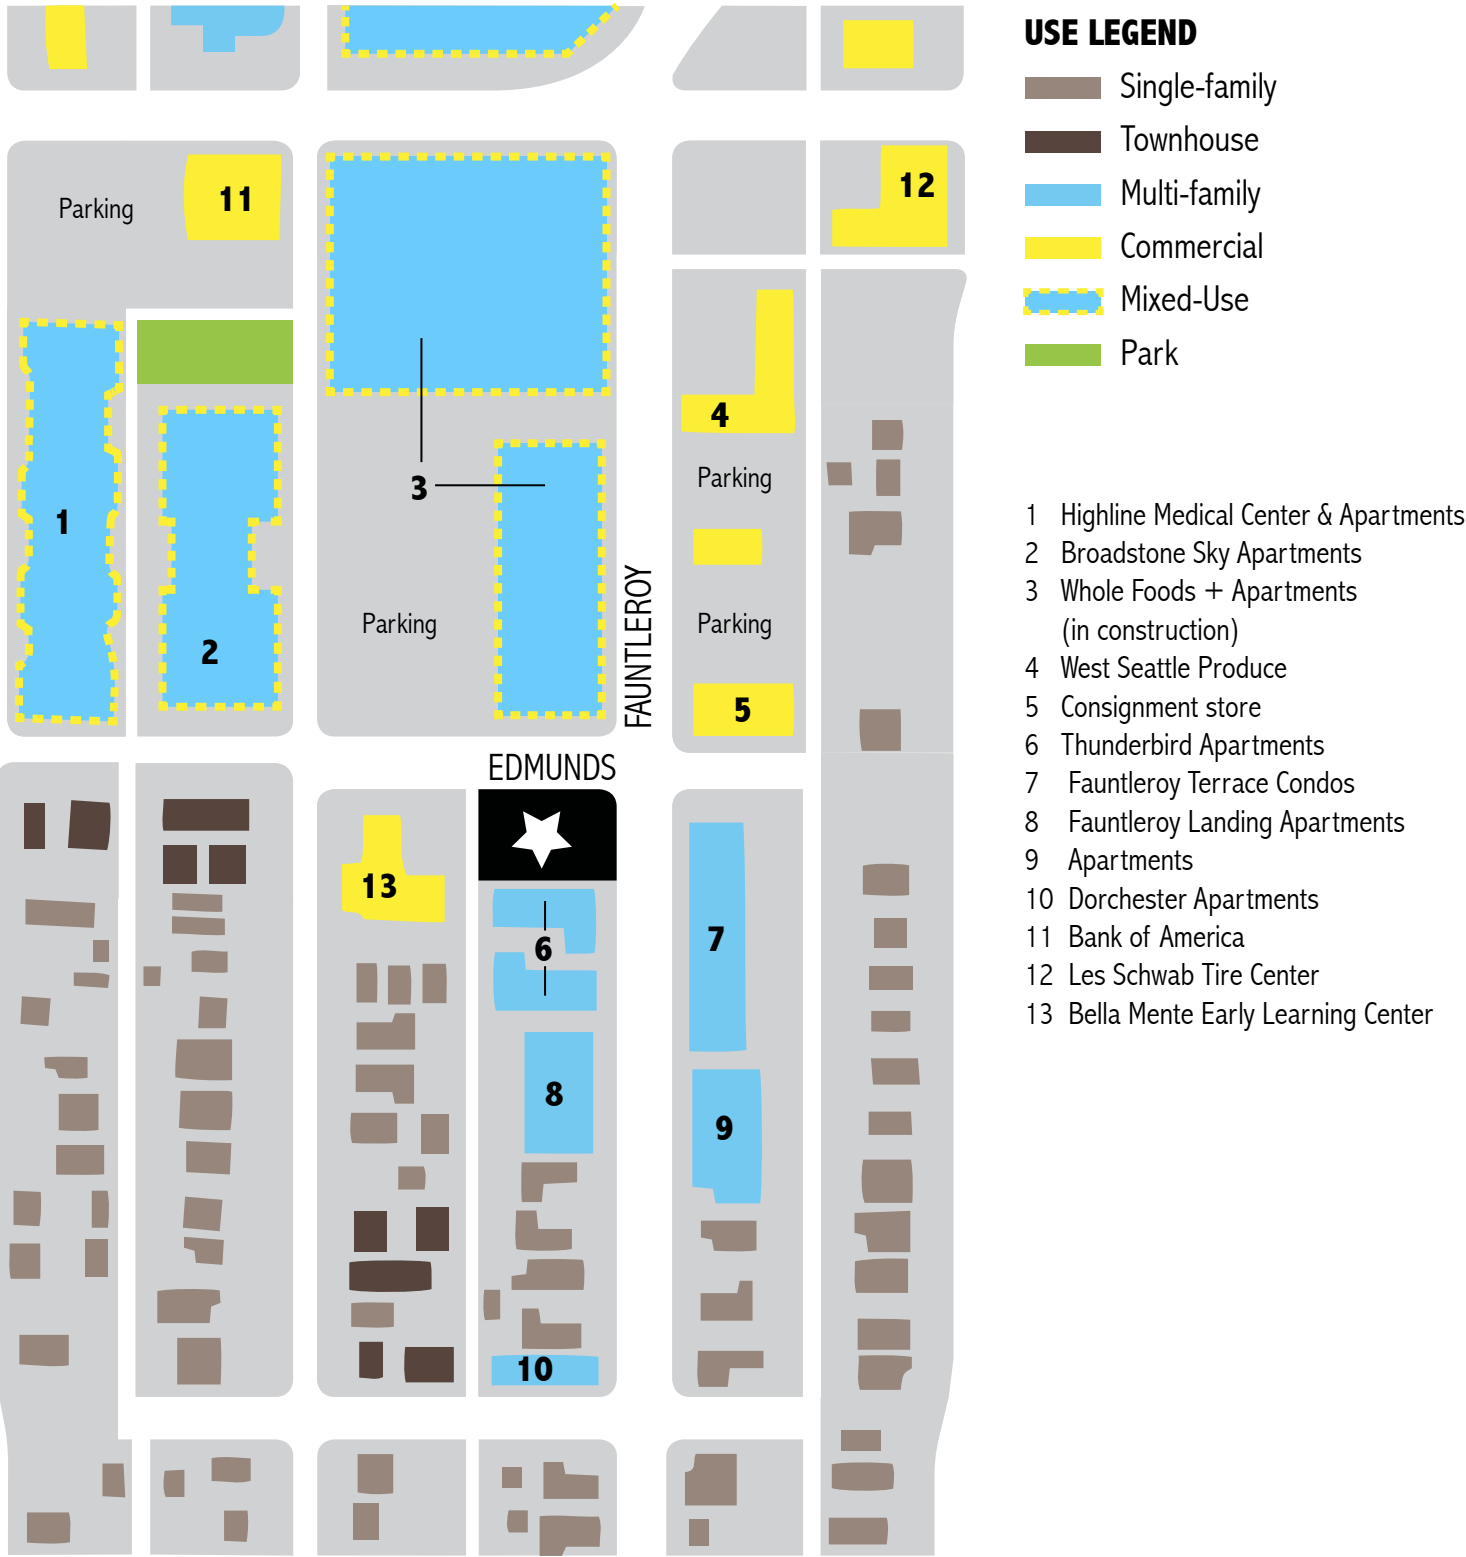 USE LEGEND
Single-family
Townhouse
Multi-family
Commercial
Mixed-Use
Park
Parking
11
12
4
Parking
3
1
Parking
Parking
2
5
FAUNTLEROY
EDMUNDS
13
6
7
8
9
10
1 Highline Medical Center & Apartments
2 Broadstone Sky Apartments
3 Whole Foods + Apartments
(in construction)
4 West Seattle Produce
5 Consignment store
6 Thunderbird Apartments
7 Fauntleroy Terrace Condos
8 Fauntleroy Landing Apartments
9 Apartments
10 Dorchester Apartments
11 Bank of America
12 Les Schwab Tire Center
13 Bella Mente Early Learning Center